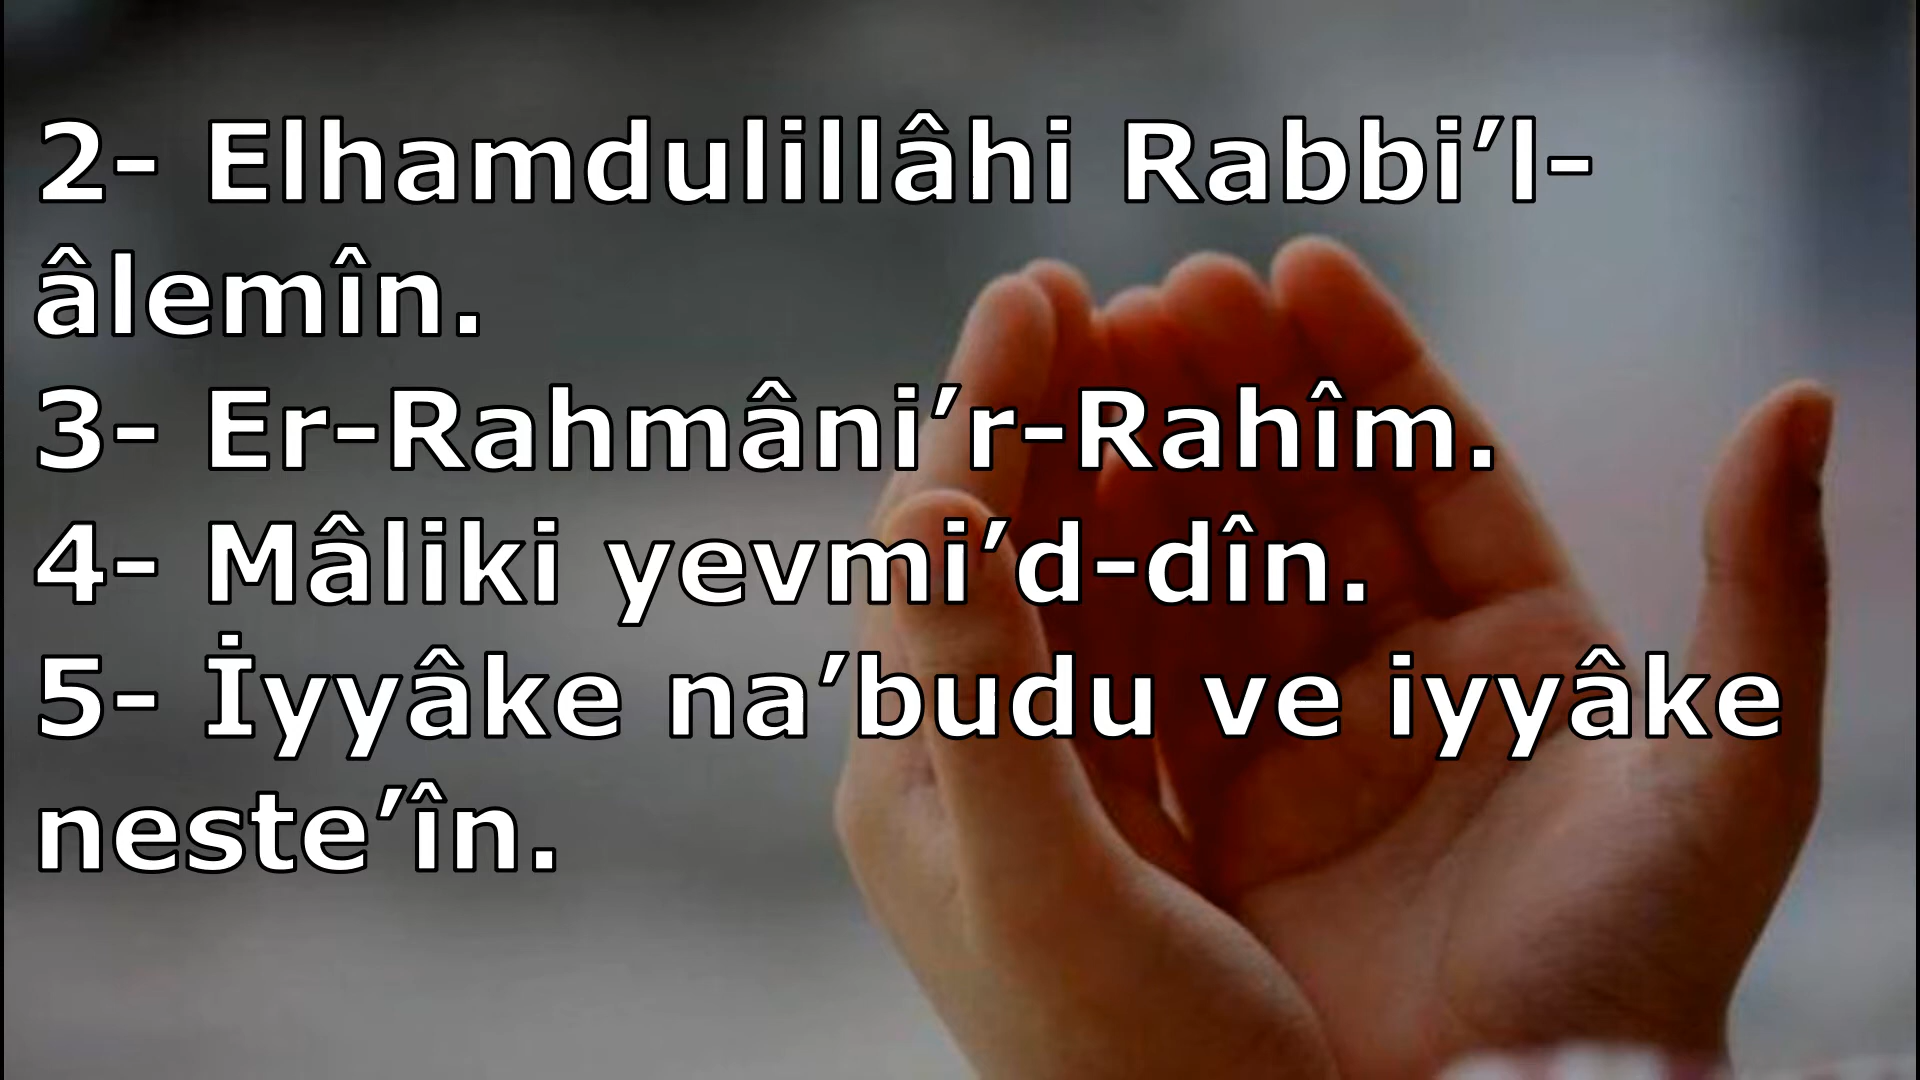 2- Elhamdulillâhi Rabbi’l-
âlemîn.
3- Er-Rahmâni’r-Rahîm.
4- Mâliki yevmi’d-dîn.
5- İyyâke na’budu ve iyyâke
neste’în.